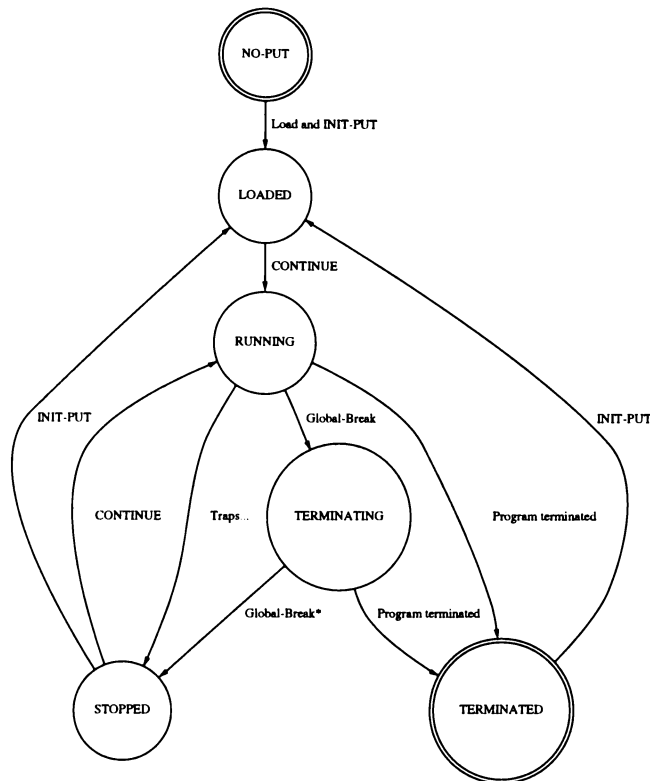 NO-PUT
Load and INIT-PUT
LOADED
CONTINUE
RUNNING
INIT-PUT
Global-Break
INIT-PUT
CONTINUE
Traps...
TERMINATING
Program terminated
Global-Break*
Program terminated
STOPPED
TERMINATED